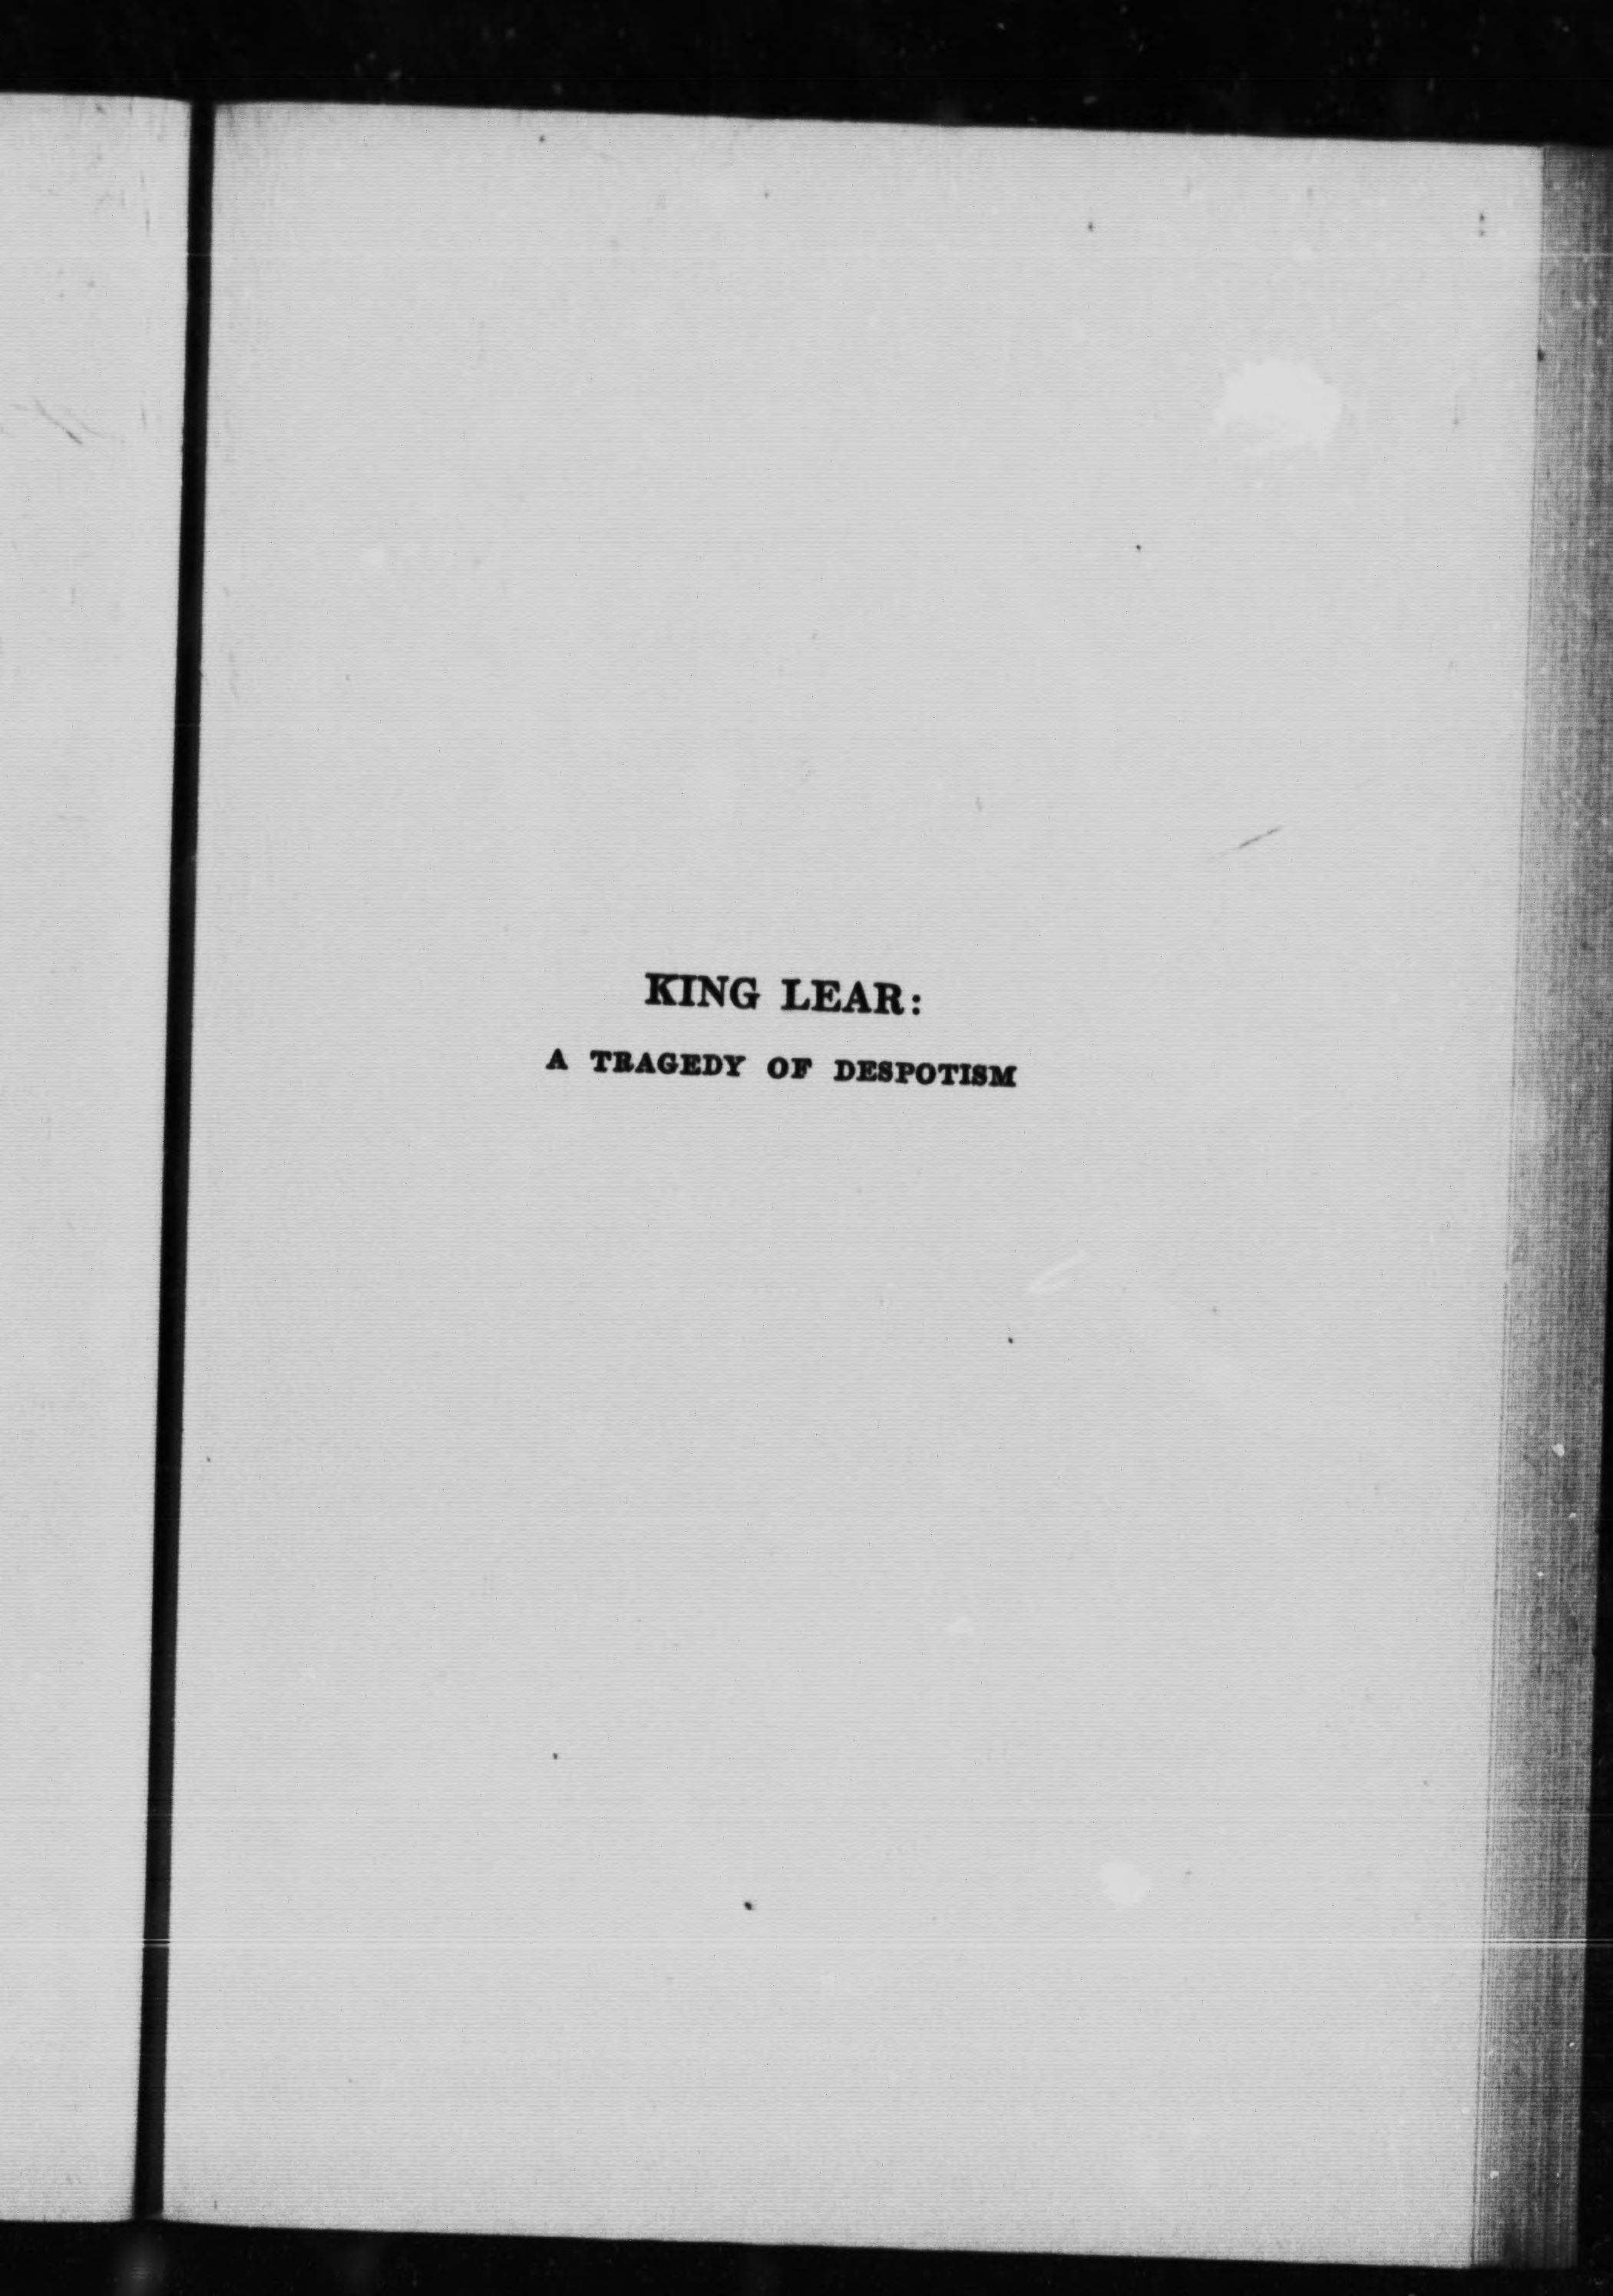 KING LEAR:
A TRAGEDY OF DESPOTISM